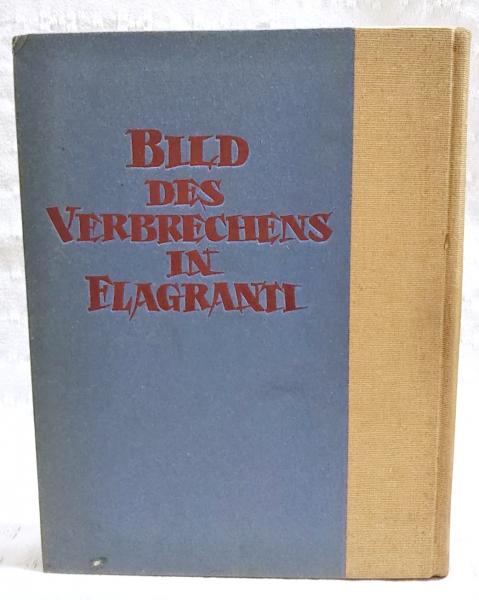 BILD
DES
VERBRECHENS
IN
FLAGRANTI